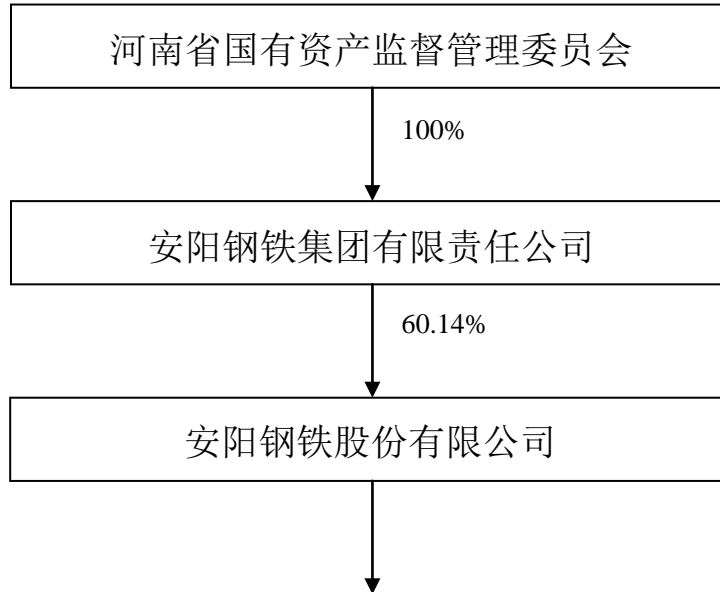 河南省国有资产监督管理委员会
100%
安阳钢铁集团有限责任公司
60.14%
安阳钢铁股份有限公司